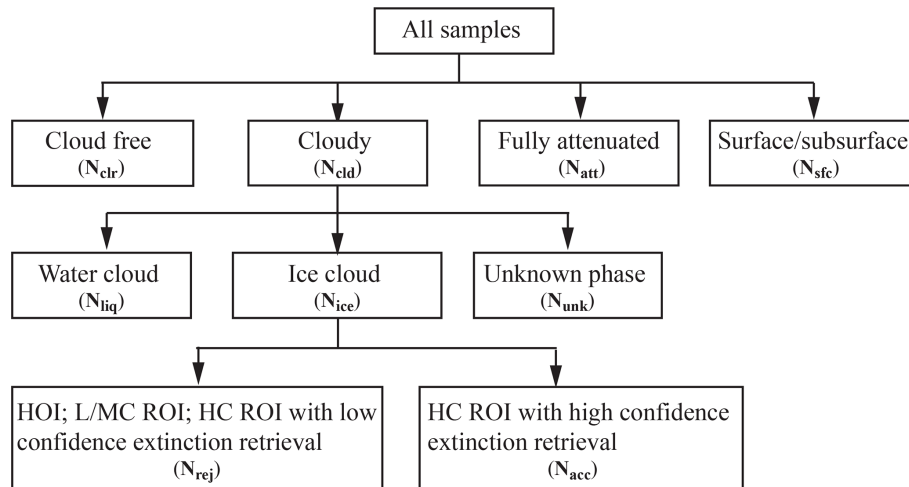 All samples
Cloud free
(Nclr)
Cloudy
(Ncld)
Fully attenuated
(Natt)
Surface/subsurface
(Nsfc)
Water cloud
(Nliq)
Ice cloud
(Nice)
Unknown phase
(Nunk)
HOI; L/MC ROI; HC ROI with low
confidence extinction retrieval
(Nrej)
HC ROI with high confidence
extinction retrieval
(Nacc)